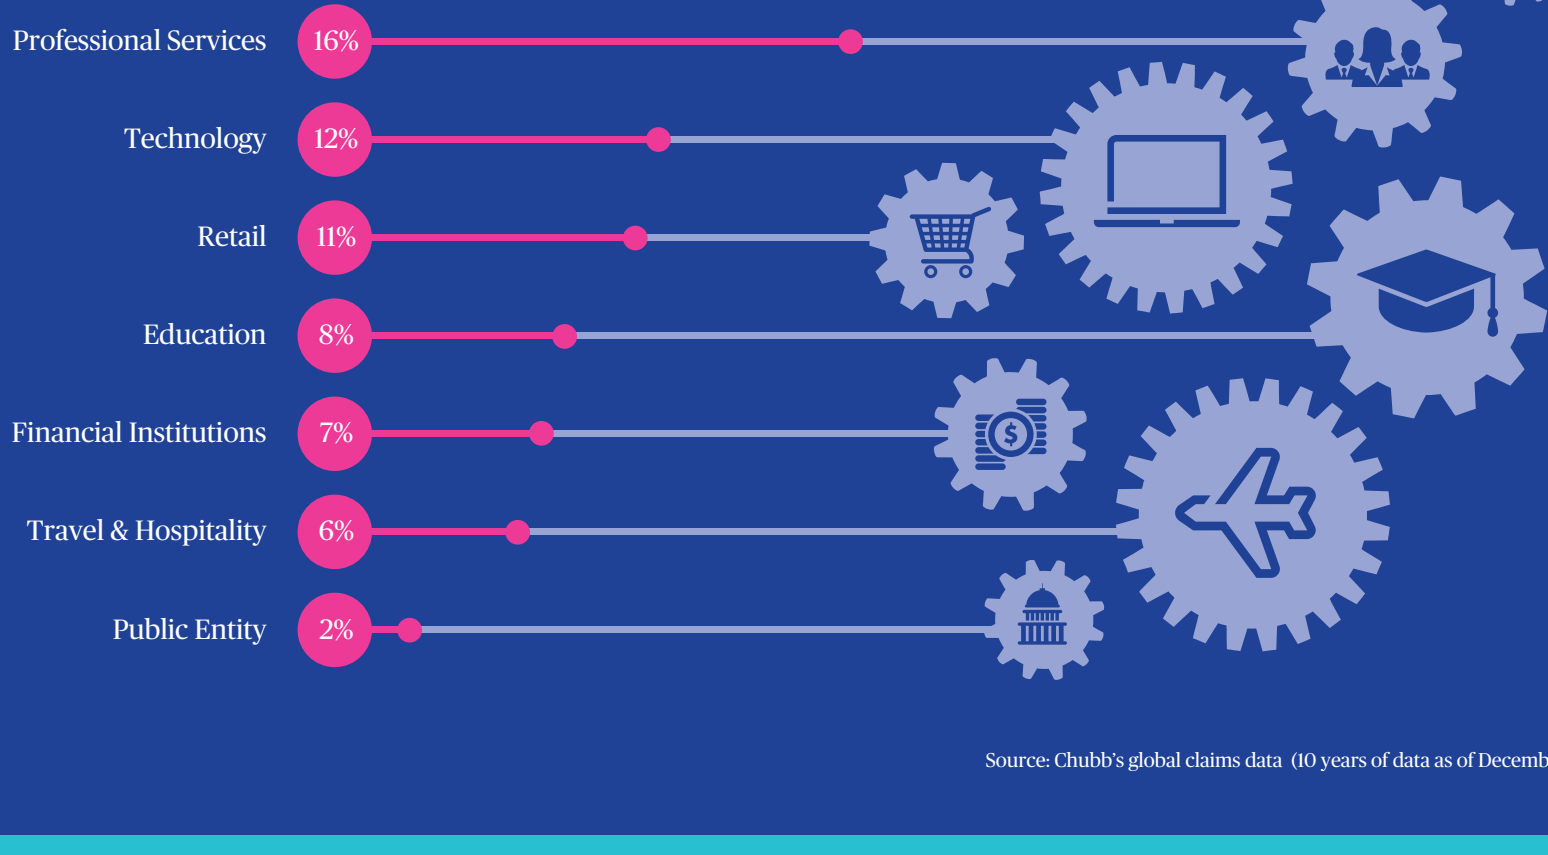 Professional Services 16%
Technology 12%
Retail 11%
Education 8%
Financial Institutions 7%
$
Travel & Hospitality 6%
Public Entity 2%
Source: Chubb's global claims data (10 years of data as of Decemb